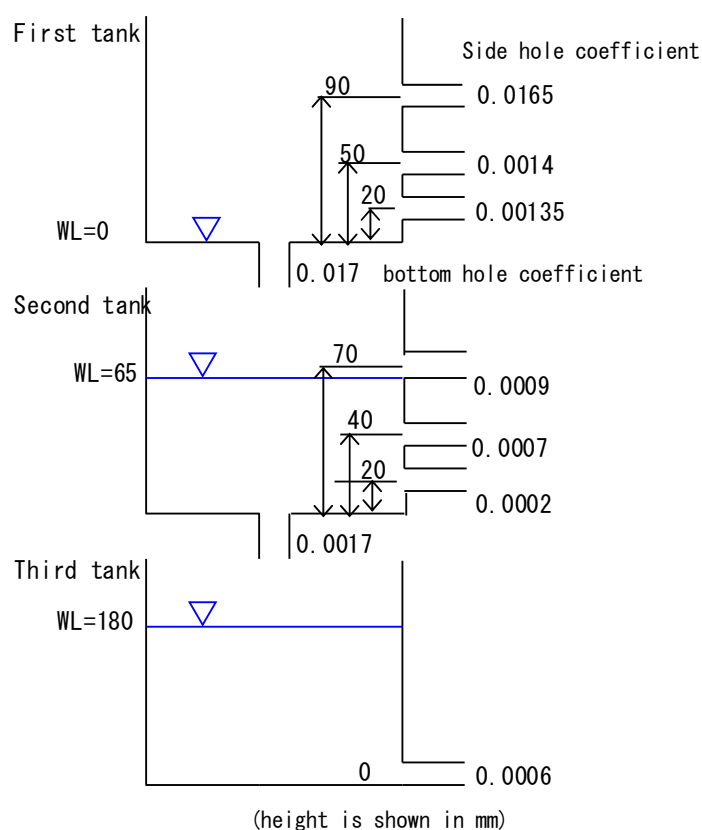 First tank
Side hole coefficient
90
0.0165
50
0.0014
20
0.00135
WL=0
0.017 bottom hole coefficient
Second tank
70
WL=65
0.0009
40
0.0007
20
0.0002
0.0017
Third tank
WL=180
0
0.0006
(height is shown in mm)